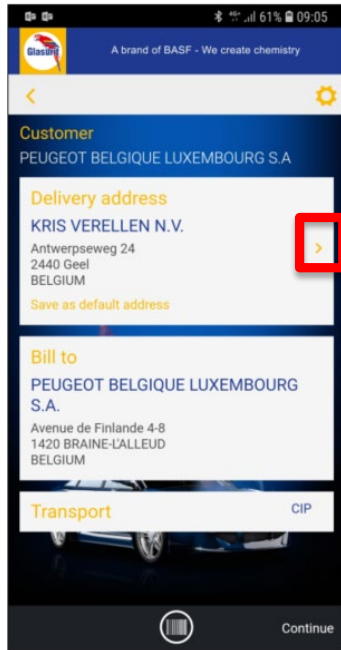 61% 09:05
Glasurit
A brand of BASF - We create chemistry
Customer
PEUGEOT BELGIQUE LUXEMBOURG S.A
Delivery address
KRIS VERELLEN N.V.
Antwerpseweg 24
2440 Geel
BELGIUM
Save as default address
Bill to
PEUGEOT BELGIQUE LUXEMBOURG
S.A.
Avenue de Finlande 4-8
1420 BRAINE-L'ALLEUD
BELGIUM
Transport CIP
Continue